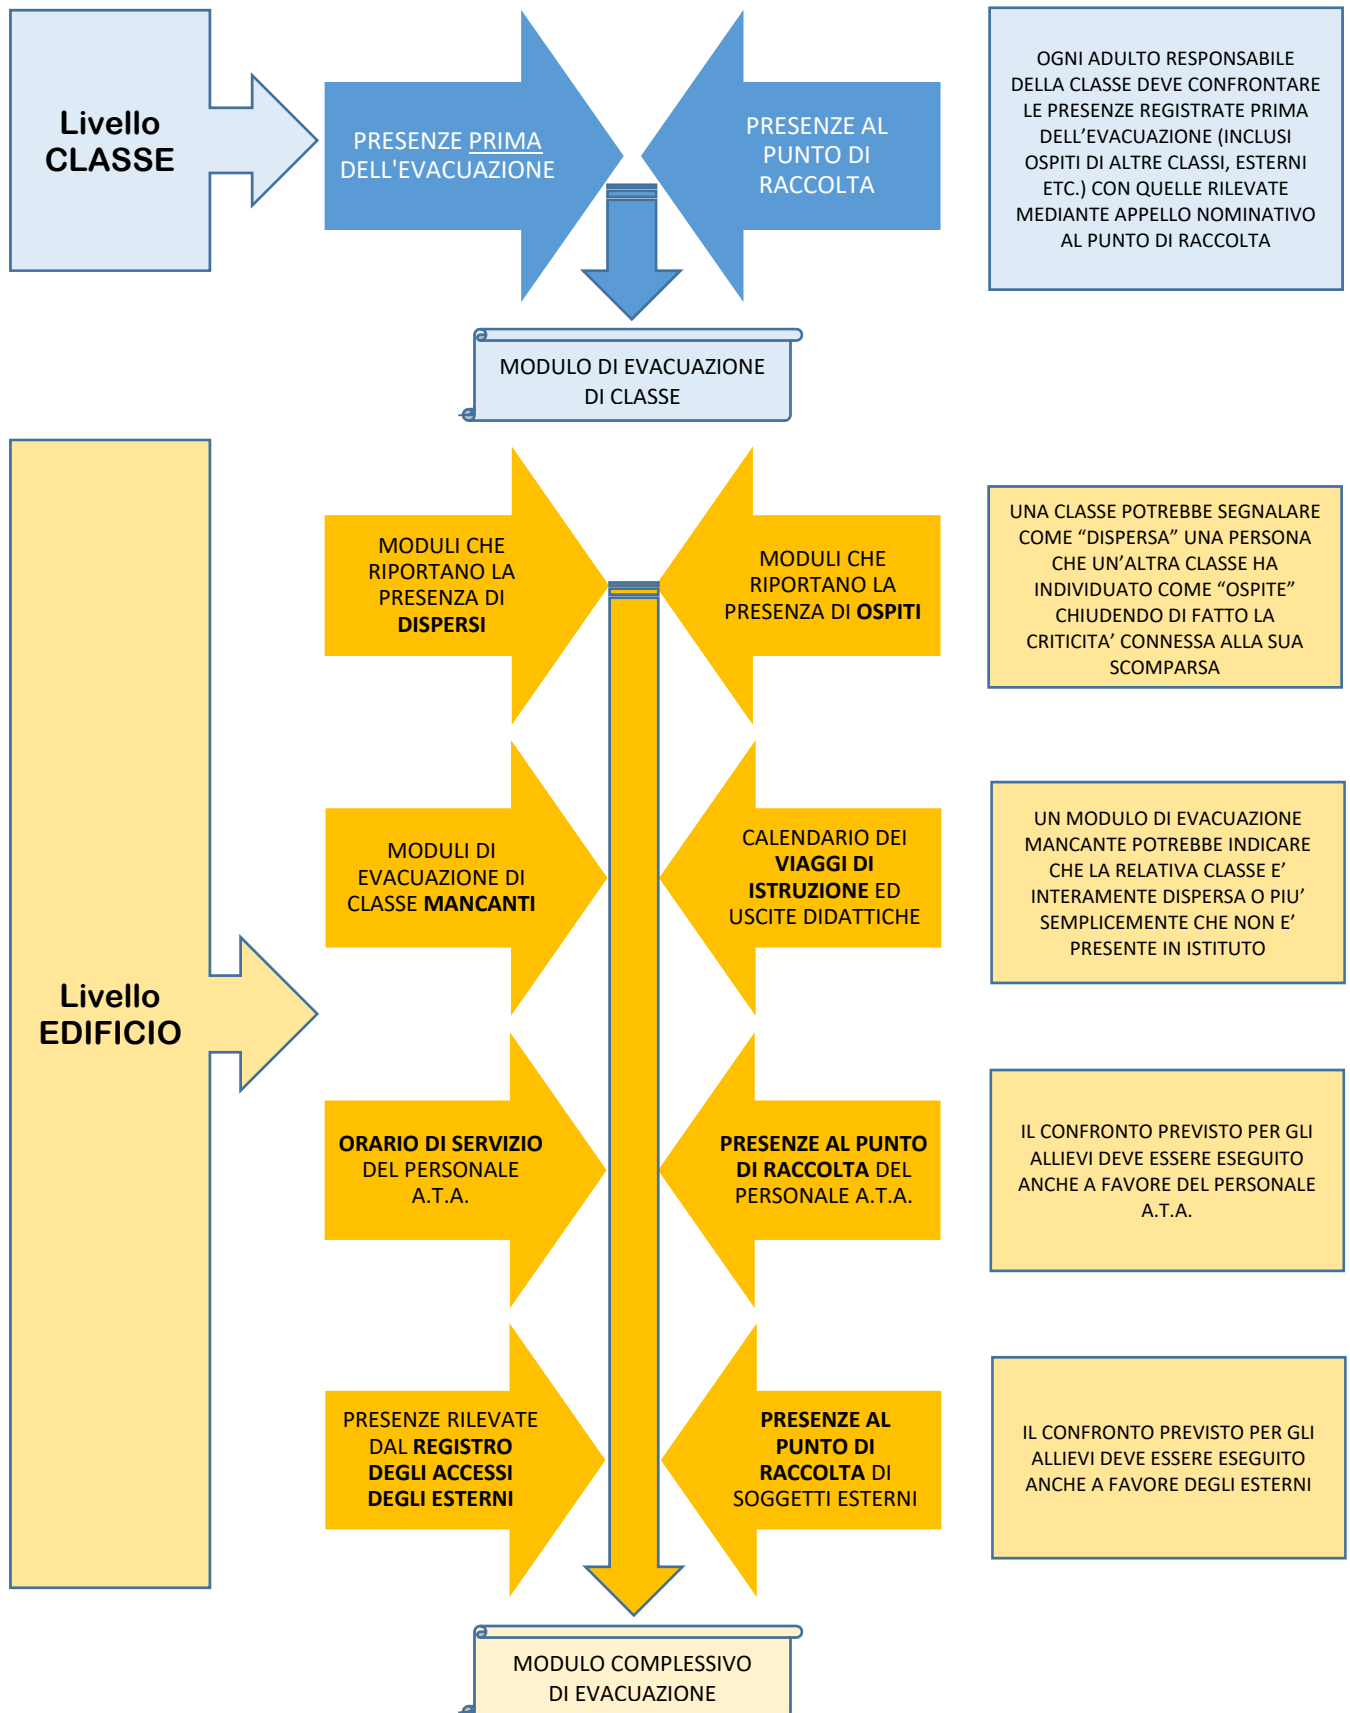 Livello
CLASSE
PRESENZE PRIMA
DELL'EVACUAZIONE
PRESENZE AL
PUNTO DI
RACCOLTA
OGNI ADULTO RESPONSABILE
DELLA CLASSE DEVE CONFRONTARE
LE PRESENZE REGISTRATE PRIMA
DELL’EVACUAZIONE (INCLUSI
OSPITI DI ALTRE CLASSI, ESTERNI
ETC.) CON QUELLE RILEVATE
MEDIANTE APPELLO NOMINATIVO
AL PUNTO DI RACCOLTA
MODULO DI EVACUAZIONE
DI CLASSE
Livello
EDIFICIO
MODULI CHE
RIPORTANO LA
PRESENZA DI
DISPERSI
MODULI CHE
RIPORTANO LA
PRESENZA DI OSPITI
UNA CLASSE POTREBBE SEGNALARE
COME “DISPERSA” UNA PERSONA
CHE UN’ALTRA CLASSE HA
INDIVIDUATO COME “OSPITE”
CHIUDENDO DI FATTO LA
CRITICITA’ CONNESSA ALLA SUA
SCOMPARSA
MODULI DI
EVACUAZIONE DI
CLASSE MANCANTI
CALENDARIO DEI
VIAGGI DI
ISTRUZIONE ED
USCITE DIDATTICHE
UN MODULO DI EVACUAZIONE
MANCANTE POTREBBE INDICARE
CHE LA RELATIVA CLASSE E’
INTERAMENTE DISPERSA O PIU’
SEMPLICEMENTE CHE NON E’
PRESENTE IN ISTITUTO
ORARIO DI SERVIZIO
DEL PERSONALE
A.T.A.
PRESENZE AL PUNTO
DI RACCOLTA DEL
PERSONALE A.T.A.
IL CONFRONTO PREVISTO PER GLI
ALLIEVI DEVE ESSERE ESEGUITO
ANCHE A FAVORE DEL PERSONALE
A.T.A.
PRESENZE RILEVATE
DAL REGISTRO
DEGLI ACCESSI
DEGLI ESTERNI
PRESENZE AL
PUNTO DI
RACCOLTA DI
SOGGETTI ESTERNI
IL CONFRONTO PREVISTO PER GLI
ALLIEVI DEVE ESSERE ESEGUITO
ANCHE A FAVORE DEGLI ESTERNI
MODULO COMPLESSIVO
DI EVACUAZIONE